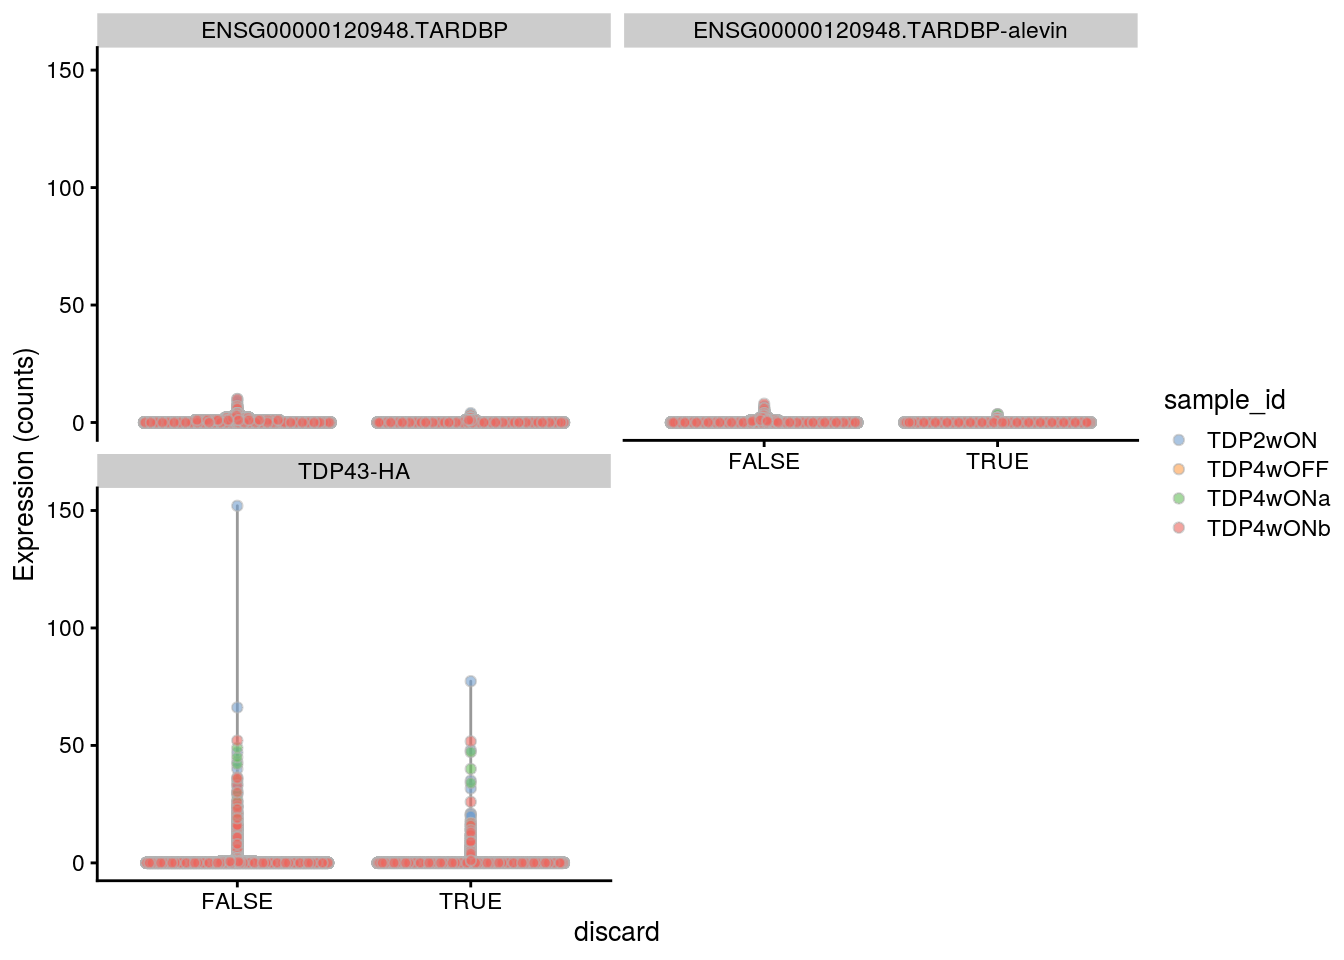 ENSG00000120948.TARDBP
ENSG00000120948.TARDBP-alevin
150
100
50
0
FALSE
TRUE
TDP43-HA
150
100
50
0
FALSE
TRUE
Expression (counts)
discard
sample_id
TDP2wON
TDP4wOFF
TDP4wONa
TDP4wONb